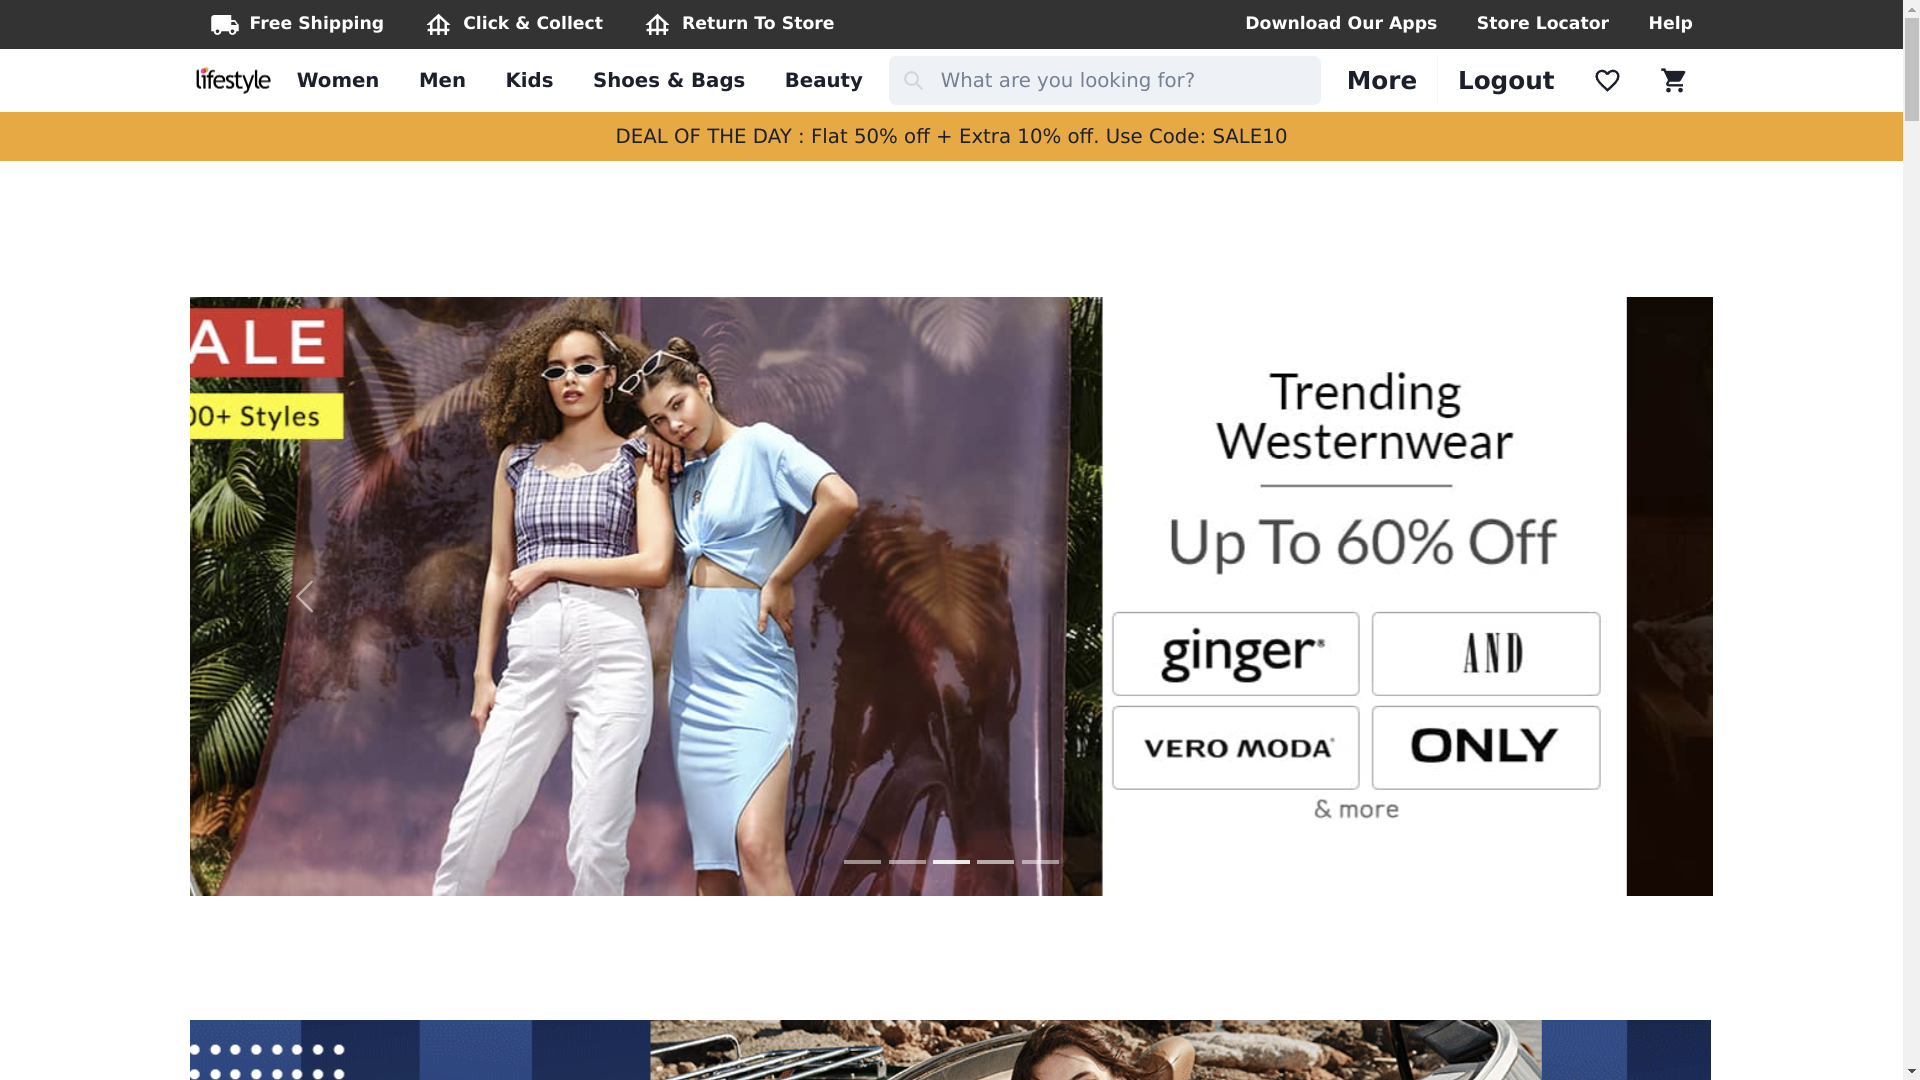 Free Shipping
Click & Collect
Return To Store
Download Our Apps
Store Locator
Help
lifestyle
Women
Men
Kids
Shoes & Bags
Beauty
What are you looking for?
More
Logout
DEAL OF THE DAY : Flat 50% off + Extra 10% off. Use Code: SALE10
ALE
00+ Styles
Trending
Westernwear
Up To 60% Off
ginger
AND
VERO MODA
ONLY
& more